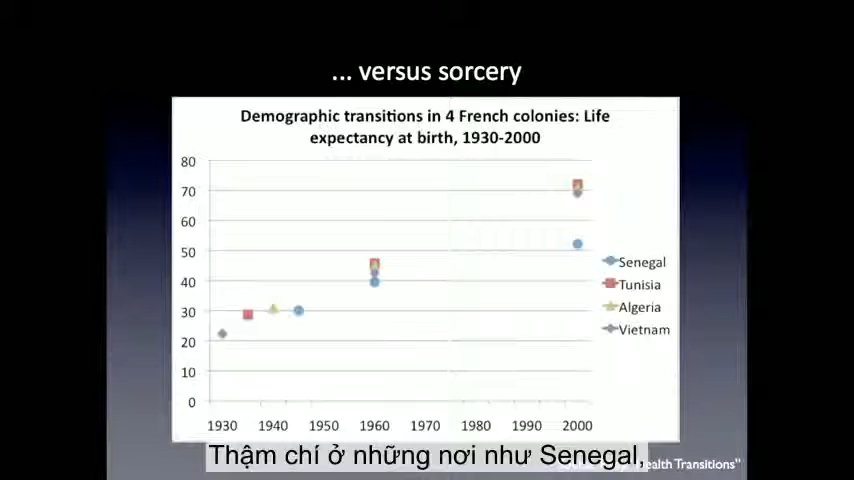 ... versus sorcery
Demographic transitions in 4 French colonies: Life
expectancy at birth, 1930-2000
80
70
60
50
40
30
20
10
0
1930
1940
1950
1960
1970
1980
1990
2000
Senegal
Tunisia
Algeria
Vietnam
Thậm chí ở những nơi như Senegal,
Health Transitions"